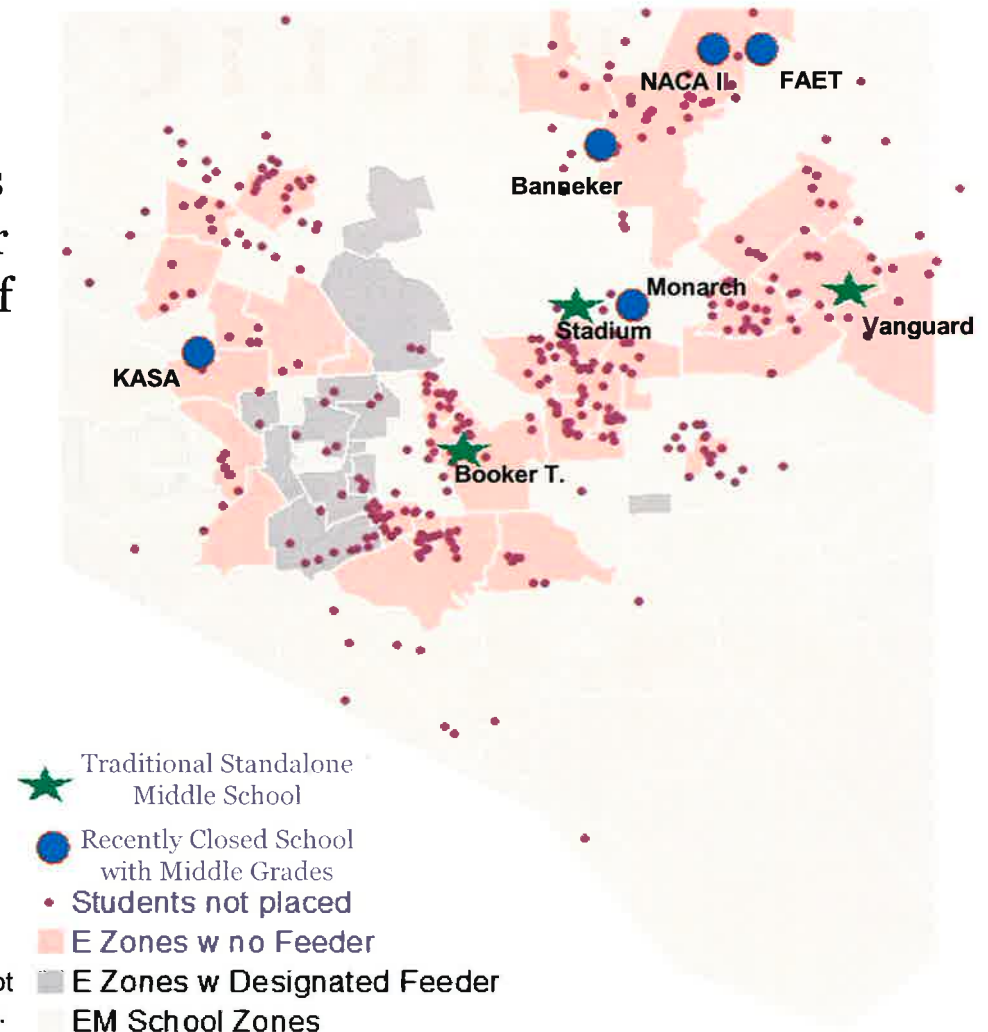 NACA II
FAET
Banneker
s
r
f
Monarch
Stadium
Vanguard
KASA
Booker T.
Traditional Standalone
Middle School
Recently Closed School
with Middle Grades
Students not placed
E Zones w no Feeder
E Zones w Designated Feeder
EM School Zones
ot
.